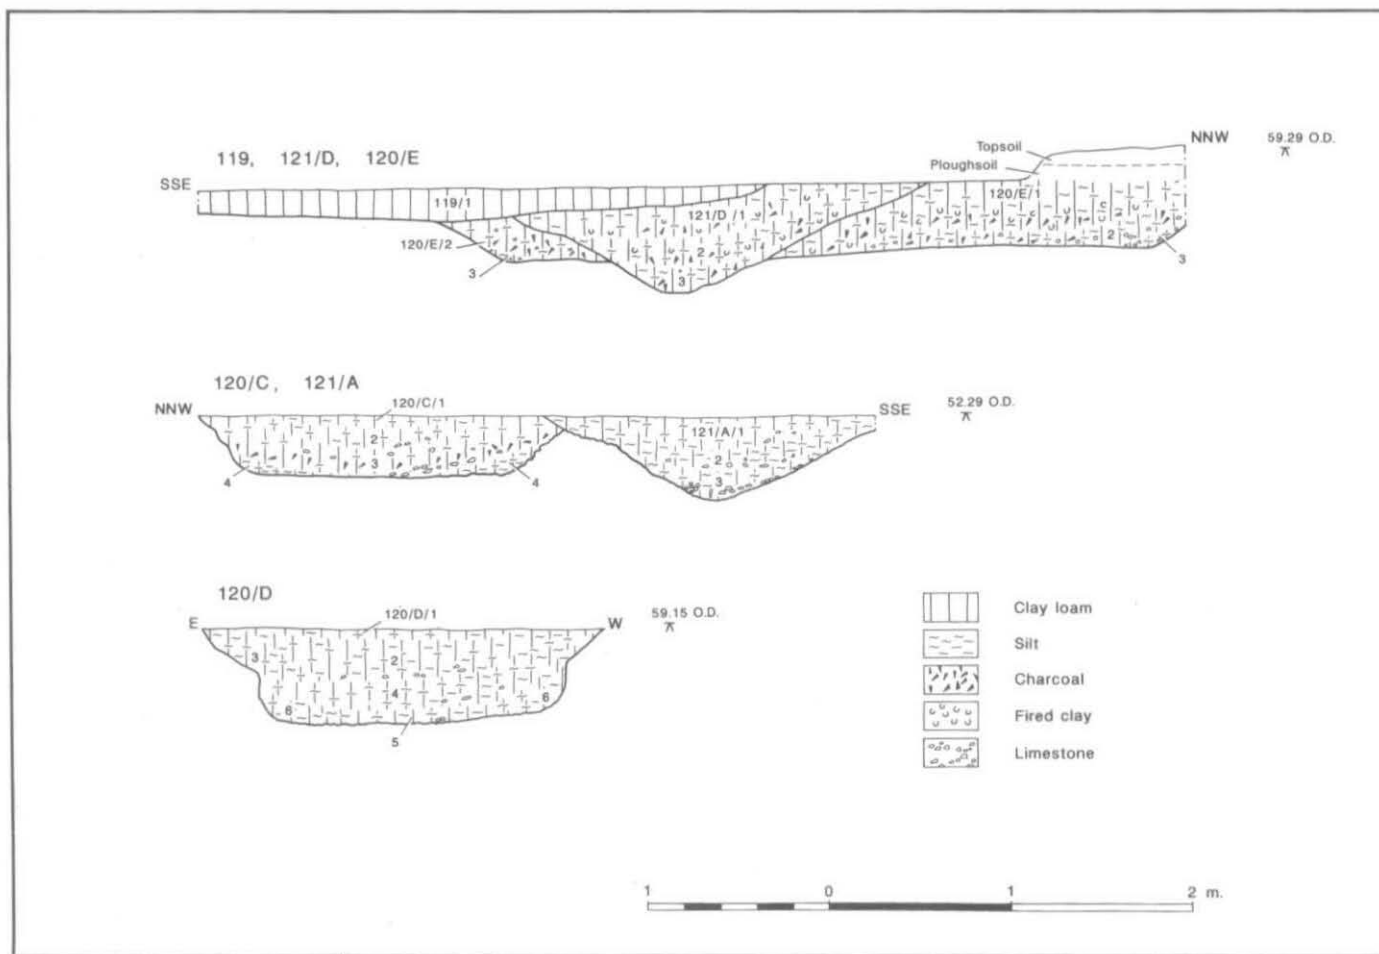 119, 121/D, 120/E
SSE
NNW
59.29 O.D.
Topsoil
Ploughsoil
119/1
121/D /1
120/E/1
120/E/2
2
2
3
3
3
120/C, 121/A
NNW
120/C/1
SSE
52.29 O.D.
121/A/1
2
2
3
3
4
4
120/D
E
120/D/1
W
59.15 O.D.
3
2
4
6
6
5
Clay loam
Silt
Charcoal
Fired clay
Limestone
1 0 1 2 m.